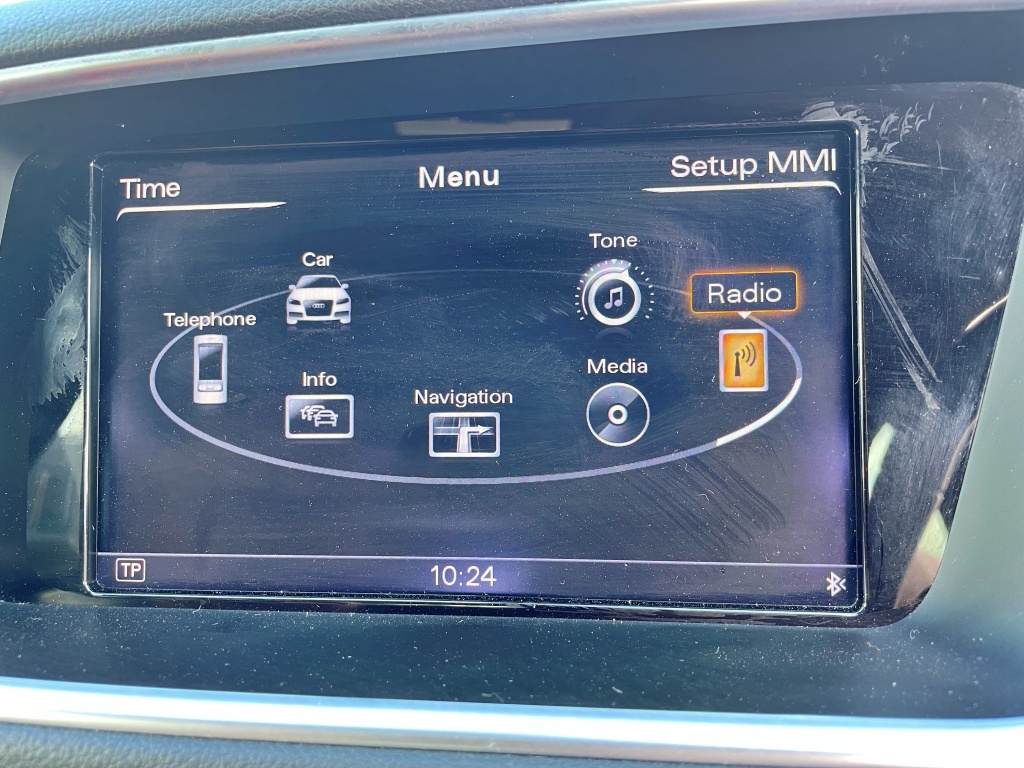 Time
Menu
Setup MMI
Car
Tone
Radio
Telephone
Info
Navigation
Media
TP
10:24